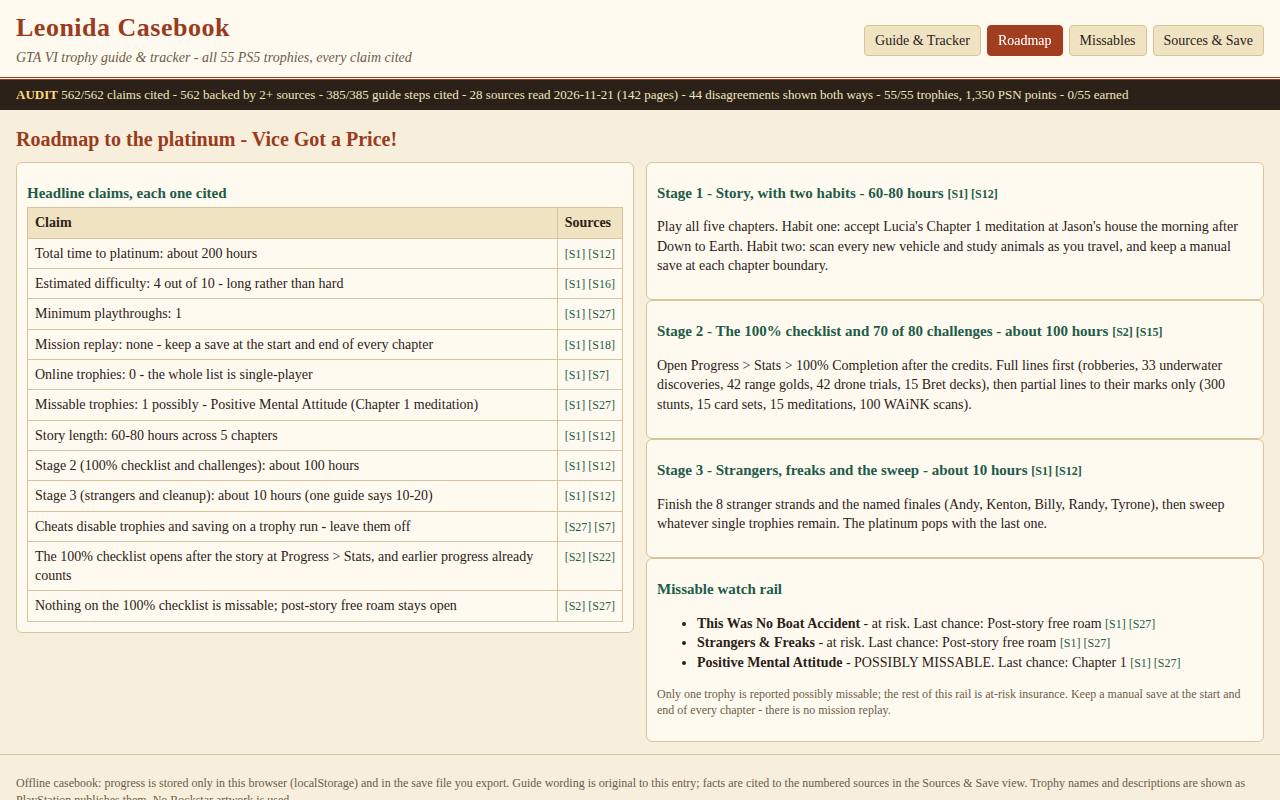 Leonida Casebook
GTA VI trophy guide & tracker - all 55 PS5 trophies, every claim cited
Guide & Tracker
Roadmap
Missables
Sources & Save
AUDIT 562/562 claims cited - 562 backed by 2+ sources - 385/385 guide steps cited - 28 sources read 2026-11-21 (142 pages) - 44 disagreements shown both ways - 55/55 trophies, 1,350 PSN points - 0/55 earned
Roadmap to the platinum - Vice Got a Price!
Headline claims, each one cited
Claim Sources
Total time to platinum: about 200 hours [S1] [S12]
Estimated difficulty: 4 out of 10 - long rather than hard [S1] [S16]
Minimum playthroughs: 1 [S1] [S27]
Mission replay: none - keep a save at the start and end of every chapter [S1] [S18]
Online trophies: 0 - the whole list is single-player [S1] [S7]
Missable trophies: 1 possibly - Positive Mental Attitude (Chapter 1 meditation) [S1] [S27]
Story length: 60-80 hours across 5 chapters [S1] [S12]
Stage 2 (100% checklist and challenges): about 100 hours [S1] [S12]
Stage 3 (strangers and cleanup): about 10 hours (one guide says 10-20) [S1] [S12]
Cheats disable trophies and saving on a trophy run - leave them off [S27] [S7]
The 100% checklist opens after the story at Progress > Stats, and earlier progress already [S2] [S22]
counts
Nothing on the 100% checklist is missable; post-story free roam stays open [S2] [S27]
Stage 1 - Story, with two habits - 60-80 hours [S1] [S12]
Play all five chapters. Habit one: accept Lucia's Chapter 1 meditation at Jason's house the morning after
Down to Earth. Habit two: scan every new vehicle and study animals as you travel, and keep a manual
save at each chapter boundary.
Stage 2 - The 100% checklist and 70 of 80 challenges - about 100 hours [S2] [S15]
Open Progress > Stats > 100% Completion after the credits. Full lines first (robberies, 33 underwater
discoveries, 42 range golds, 42 drone trials, 15 Bret decks), then partial lines to their marks only (300
stunts, 15 card sets, 15 meditations, 100 WAiNK scans).
Stage 3 - Strangers, freaks and the sweep - about 10 hours [S1] [S12]
Finish the 8 stranger strands and the named finales (Andy, Kenton, Billy, Randy, Tyrone), then sweep
whatever single trophies remain. The platinum pops with the last one.
Missable watch rail
• This Was No Boat Accident - at risk. Last chance: Post-story free roam [S1] [S27]
• Strangers & Freaks - at risk. Last chance: Post-story free roam [S1] [S27]
• Positive Mental Attitude - POSSIBLY MISSABLE. Last chance: Chapter 1 [S1] [S27]
Only one trophy is reported possibly missable; the rest of this rail is at-risk insurance. Keep a manual save at the start and
end of every chapter - there is no mission replay.
Offline casebook: progress is stored only in this browser (localStorage) and in the save file you export. Guide wording is original to this entry; facts are cited to the numbered sources in the Sources & Save view. Trophy names and descriptions are shown as
PlayStation publishes them. No Rockstar artwork is used.